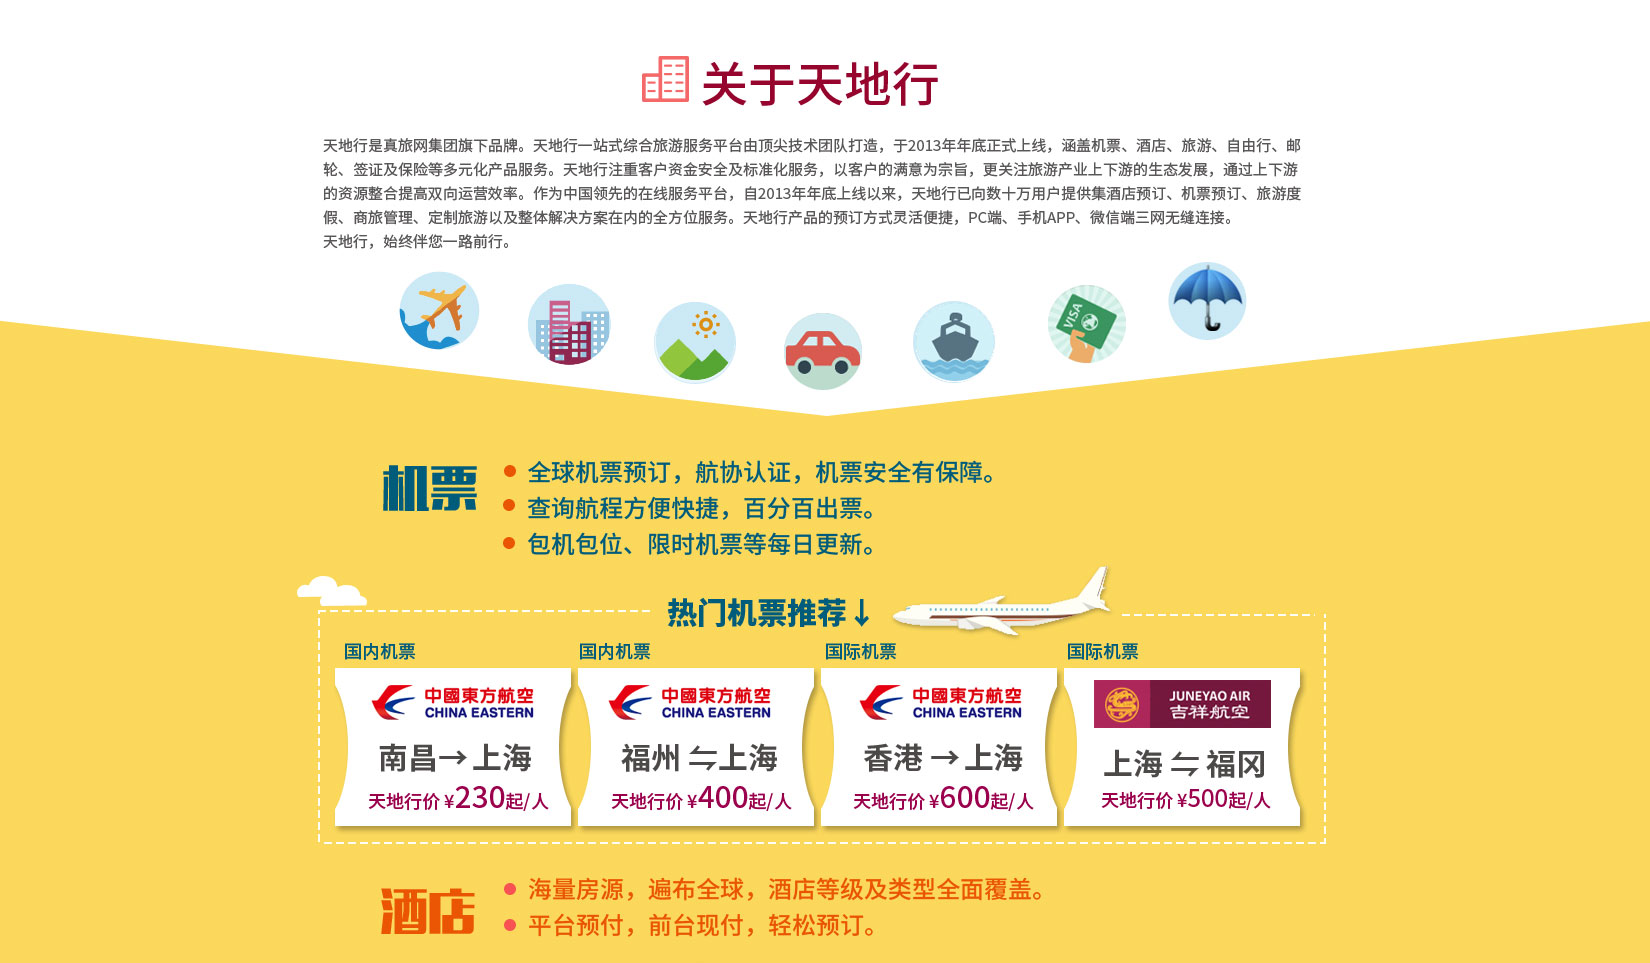 关于天地行
天地行是真旅网集团旗下品牌。天地行一站式综合旅游服务平台由顶尖技术团队打造，于2013年年底正式上线，涵盖机票、酒店、旅游、自由行、邮
轮、签证及保险等多元化产品服务。天地行注重客户资金安全及标准化服务，以客户的满意为宗旨，更关注旅游产业上下游的生态发展，通过上下游
的资源整合提高双向运营效率。作为中国领先的在线服务平台，自2013年年底上线以来，天地行已向数十万用户提供集酒店预订、机票预订、旅游度
假、商旅管理、定制旅游以及整体解决方案在内的全方位服务。天地行产品的预订方式灵活便捷，PC端、手机APP、微信端三网无缝连接。
天地行，始终伴您一路前行。
VISA
机票
全球机票预订，航协认证，机票安全有保障。
查询航程方便快捷，百分百出票。
包机包位、限时机票等每日更新。
热门机票推荐↓
国内机票
中國東方航空
CHINA EASTERN
南昌→上海
天地行价 ¥230起/人
国内机票
中國東方航空
CHINA EASTERN
福州⇋上海
天地行价 ¥400起/人
国际机票
中國東方航空
CHINA EASTERN
香港→上海
天地行价 ¥600起/人
国际机票
JUNEYAO AIR
吉祥航空
上海⇋福冈
天地行价 ¥500起/人
酒店
海量房源，遍布全球，酒店等级及类型全面覆盖。
平台预付，前台现付，轻松预订。